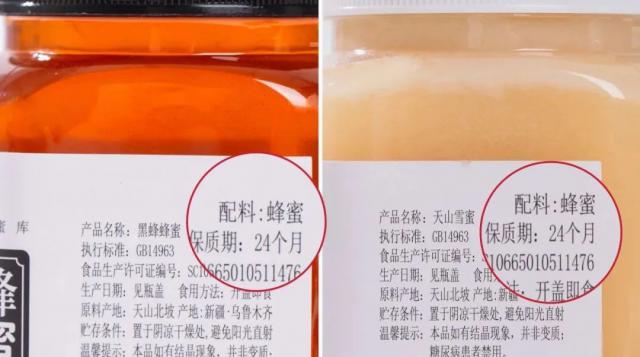 配料:蜂蜜
保质期: 24个月
蜜 库
产品名称: 黑蜂蜂蜜
执行标准: GB14963
食品生产许可证编号: SC10665010511476
生产日期: 见瓶盖 食用方法: 开盖即食
原料产地: 天山北坡 产地:新疆·乌鲁木齐
贮存条件: 置于阴凉干燥处,避免阳光直射
温馨提示: 本品如有结晶现象, 并非变质·
蜂
配料:蜂蜜
保质期: 24个月
产品名称: 天山雪蜜
执行标准: GB14963
食品生产许可证编号: SC10665010511476
生产日期: 见瓶盖 食用方法: 开盖即食
原料产地: 天山北坡 产地:新疆
贮存条件: 置于阴凉干燥处,避免阳光直射
温馨提示: 本品如有结晶现象, 并非变质·
糖尿病患者禁用。